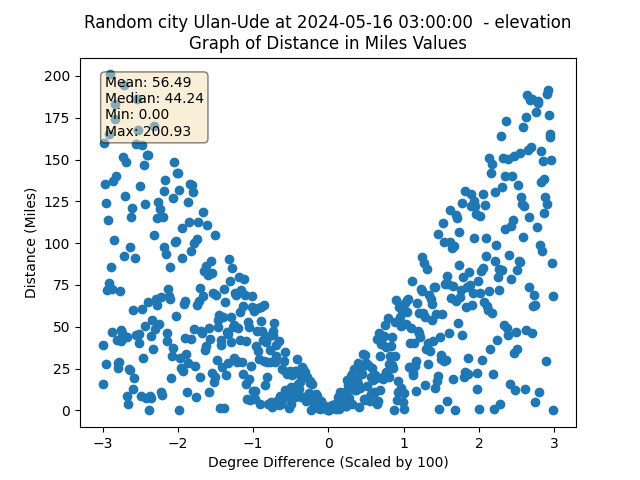 Random city Ulan-Ude at 2024-05-16 03:00:00  - elevation
Graph of Distance in Miles Values
Mean: 56.49
Median: 44.24
Min: 0.00
Max: 200.93
Distance (Miles)
200
175
150
125
100
75
50
25
0
−3
−2
−1
0
1
2
3
Degree Difference (Scaled by 100)